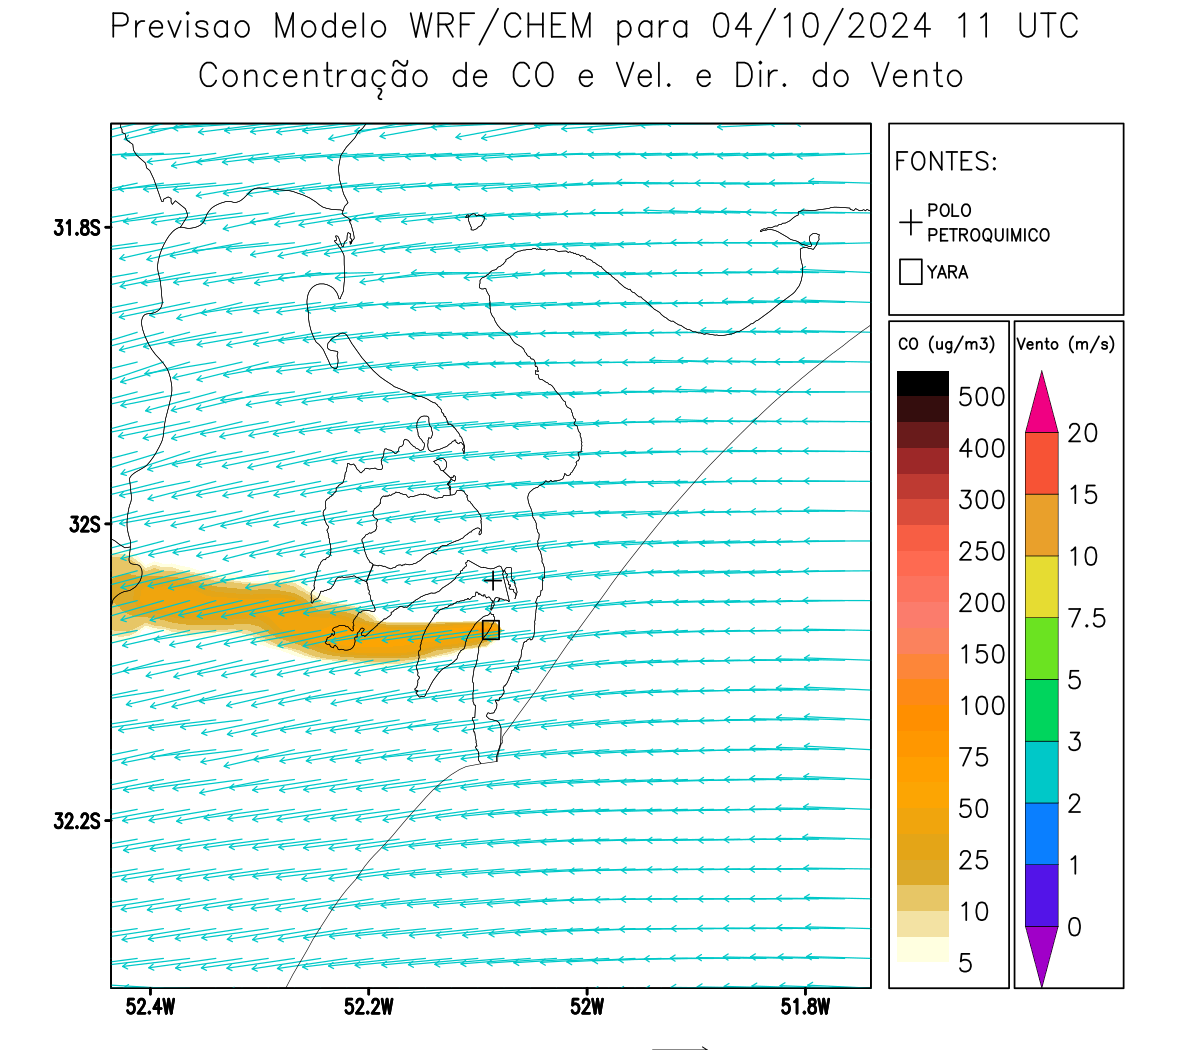 Previsao Modelo WRF/CHEM para 04/10/2024 11 UTC
Concentração de CO e Vel. e Dir. do Vento
FONTES:
POLO
PETROQUIMICO
YARA
CO (ug/m3)
500
400
300
250
200
150
100
75
50
25
10
5
Vento (m/s)
20
15
10
7.5
5
3
2
1
0
31.8S
32S
32.2S
52.4W
52.2W
52W
51.8W